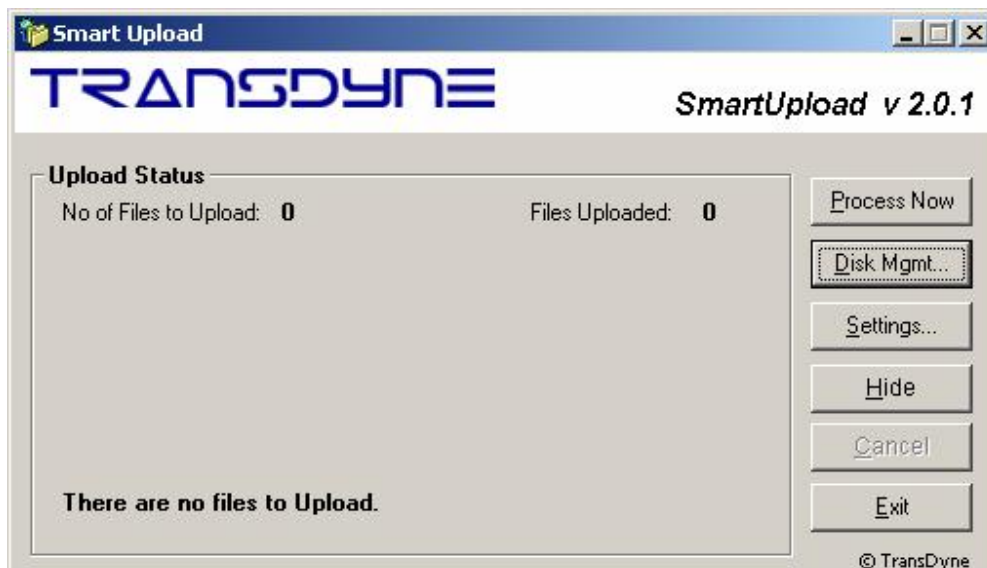 Smart Upload
TRANSDYNE
SmartUpload v 2.0.1
Upload Status
No of Files to Upload: 0
Files Uploaded: 0
There are no files to Upload.
Process Now
Disk Mgmt...
Settings...
Hide
Cancel
Exit
© TransDyne